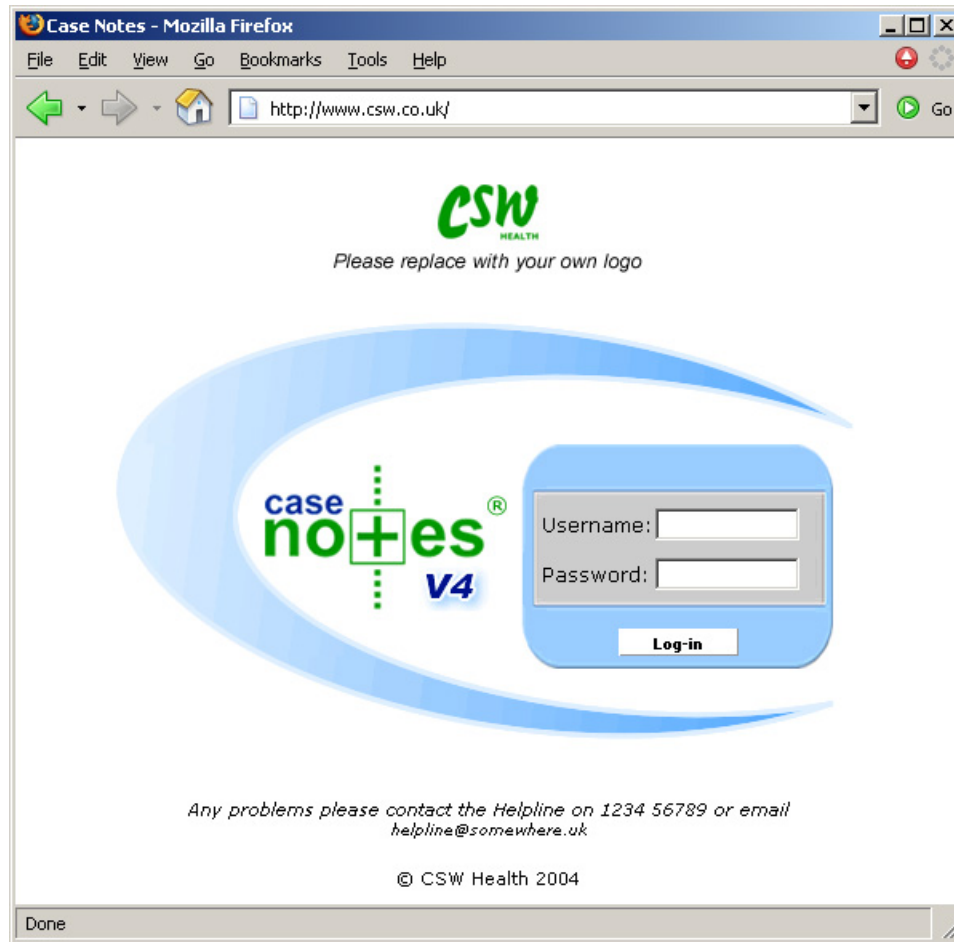 Case Notes - Mozilla Firefox
File Edit View Go Bookmarks Tools Help
http://www.csw.co.uk/ Go
CSW
HEALTH
Please replace with your own logo
case
notes ®
V4
Username:
Password:
Log-in
Any problems please contact the Helpline on 1234 56789 or email
helpline@somewhere.uk
© CSW Health 2004
Done